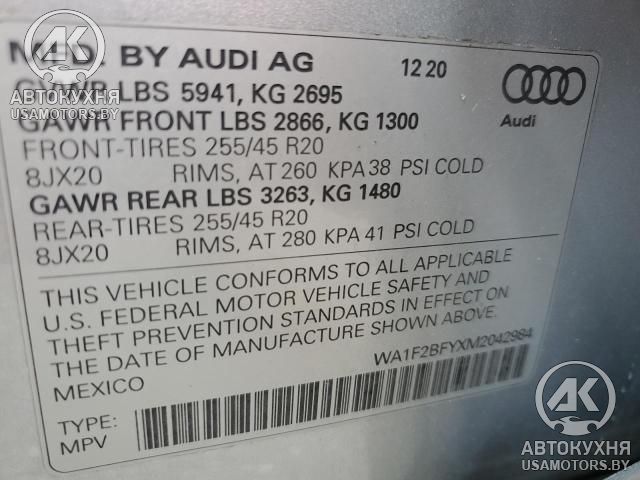 MFD. BY AUDI AG
12 20
GVWR LBS 5941, KG 2695
GAWR FRONT LBS 2866, KG 1300
FRONT-TIRES 255/45 R20
8JX20 RIMS, AT 260 KPA 38 PSI COLD
GAWR REAR LBS 3263, KG 1480
REAR-TIRES 255/45 R20
8JX20 RIMS, AT 280 KPA 41 PSI COLD
Audi
THIS VEHICLE CONFORMS TO ALL APPLICABLE
U.S. FEDERAL MOTOR VEHICLE SAFETY AND
THEFT PREVENTION STANDARDS IN EFFECT ON
THE DATE OF MANUFACTURE SHOWN ABOVE.
MEXICO
WA1F2BFYXM2042984
TYPE:
MPV
АК
АВТОКУХНЯ
USAMOTORS.BY
АК
АВТОКУХНЯ
USAMOTORS.BY